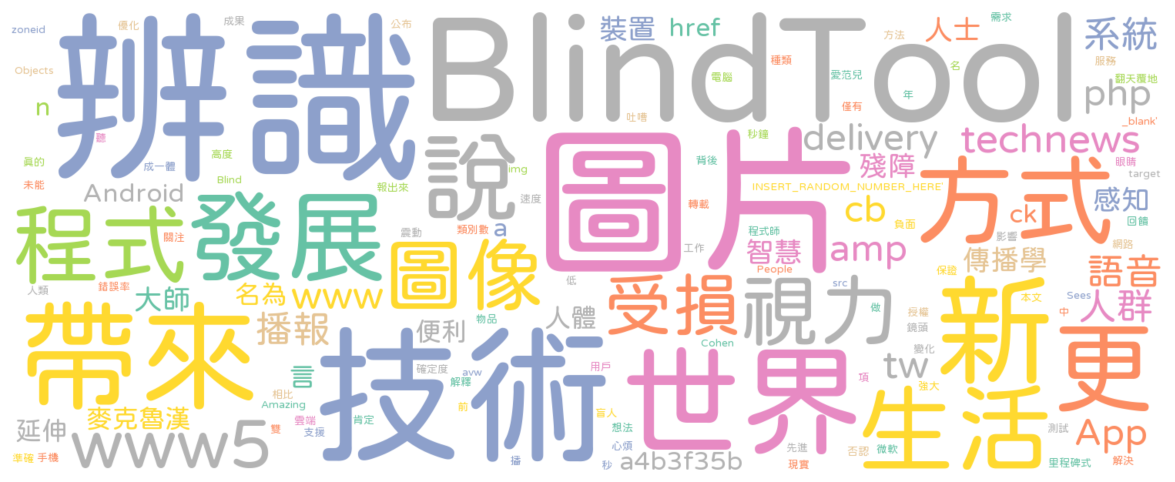 zoneid
優化
成果
公布
辨識
BlindTool
裝置
href
人士
需求
系統
Objects
方法
名
服務
電腦
種類
愛范兒
翻天覆地
n
年
僅有
php
吐嘈
_blank'
聽
秒鐘
delivery
technews
真的
成一體
高度
說
圖片
背後
殘障
眼睛
未能
Blind
img
target
Android
INSERT_RANDOM_NUMBER_HERE
方式
感知
速度
轉載
程式
發展
類別數
a
cb
ck
回饋
關注
震動
程式師
負面
工作
智慧
amp
影響
網路
傳播學
圖像
People
保證
語音
人類
錯誤率
低
src
大師
名為
www
受損
視力
新
本文
Sees
人群
物品
做
授權
中
帶來
播報
便利
人體
鏡頭
更
技術
Cohen
變化
世界
確定度
用戶
tw
言
解釋
avw
項
相比
強大
生活
Amazing
前
盲人
麥克魯漢
雲端
肯定
想法
App
延伸
www5
雙
支援
測試
心煩
先進
否認
微軟
準確
手機
播
秒
a4b3f35b
現實
里程碑式
解決